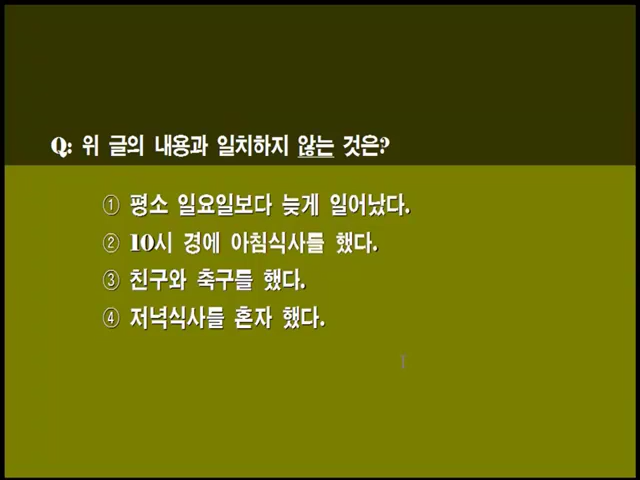 Q: 위 글의 내용과 일치하지 않는 것은?
① 평소 일요일보다 늦게 일어났다.
② 10시 경에 아침식사를 했다.
③ 친구와 축구를 했다.
④ 저녁식사를 혼자 했다.